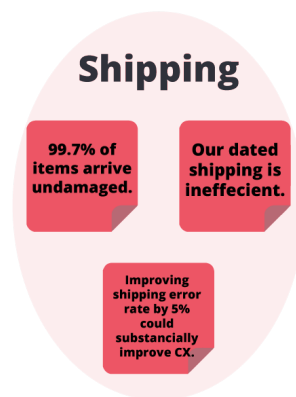 Shipping
99.7% of
items arrive
undamaged.
Our dated
shipping is
ineffecient.
Improving
shipping error
rate by 5%
could
substancially
improve CX.